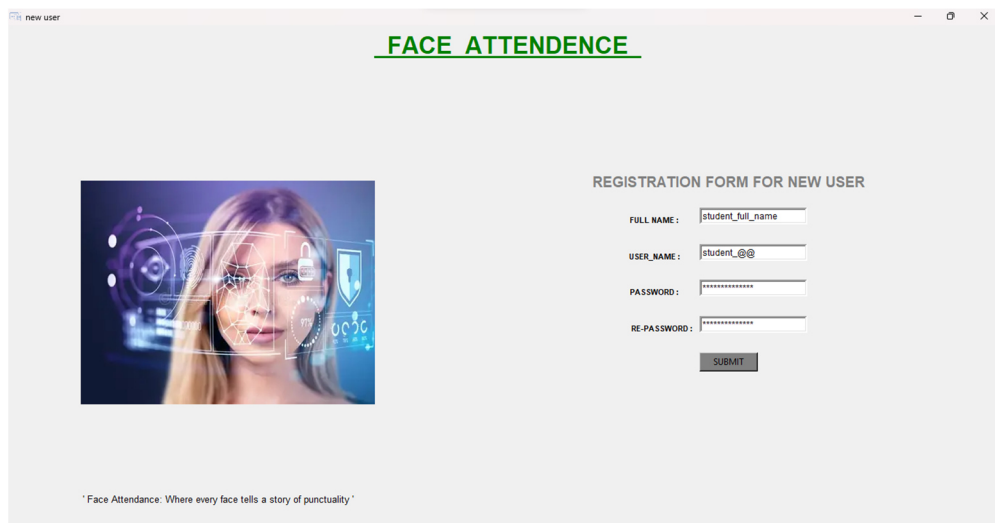 new user
FACE ATTENDENCE
REGISTRATION FORM FOR NEW USER
FULL NAME : student_full_name
USER_NAME : student_@@
PASSWORD : **************
RE-PASSWORD : **************
SUBMIT
97%
' Face Attendance: Where every face tells a story of punctuality '